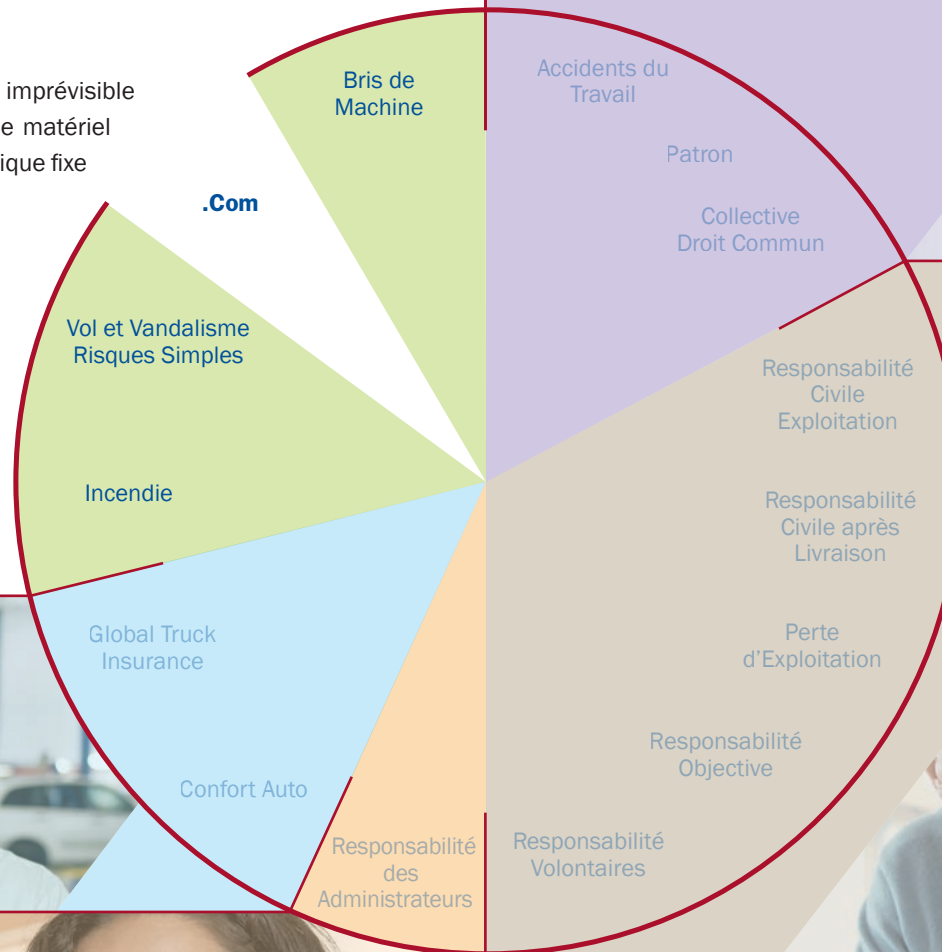 imprévisible
matériel
fixe
.Com
Bris de
Machine
Accidents du
Travail
Patron
Collective
Droit Commun
Responsabilité
Civile
Exploitation
Responsabilité
Civile après
Livraison
Perte
d'Exploitation
Responsabilité
Objective
Responsabilité
Volontaires
Responsabilité
des
Administrateurs
Confort Auto
Global Truck
Insurance
Incendie
Vol et Vandalisme
Risques Simples